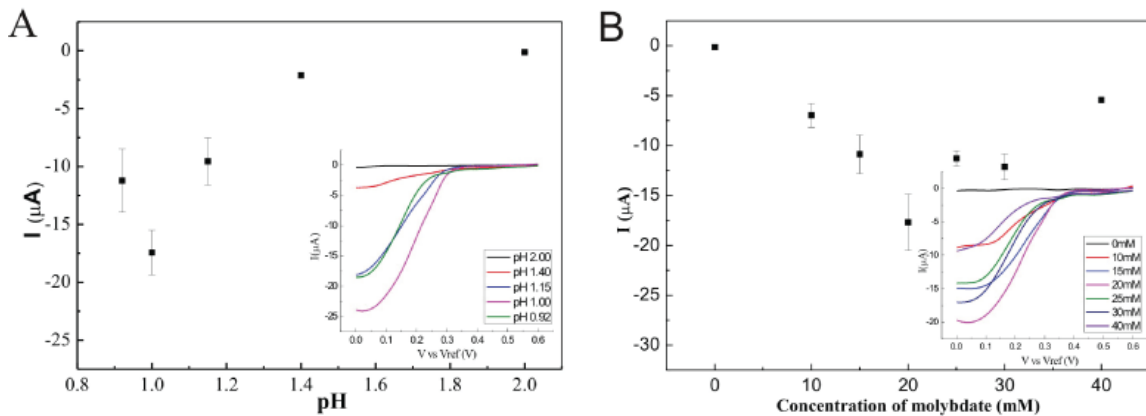 A
0
-5
-10
-15
-20
-25
I (μA)
0.8 1.0 1.2 1.4 1.6 1.8 2.0
pH
0
-5
-10
-15
-20
-25
I(μA)
0.0 0.1 0.2 0.3 0.4 0.5 0.6
V vs Vref (V)
pH 2.00
pH 1.40
pH 1.15
pH 1.00
pH 0.92
B
0
-5
-10
-15
-20
-25
-30
I (μA)
0 10 20 30 40
Concentration of molybdate (mM)
0
-5
-10
-15
-20
I(μA)
0.0 0.1 0.2 0.3 0.4 0.5 0.6
V vs Vref (V)
0mM
10mM
15mM
20mM
25mM
30mM
40mM